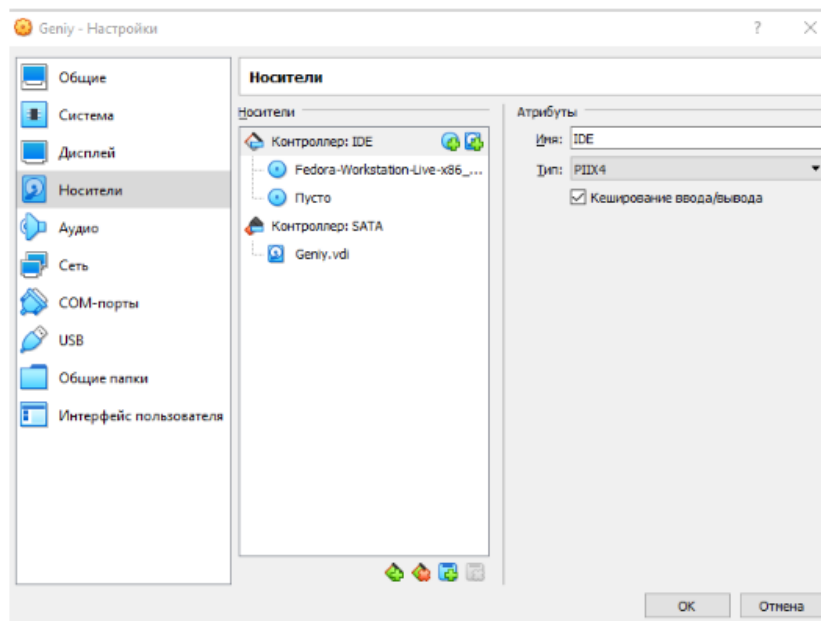 Geniy - Настройки
?
Общие
Система
Дисплей
Носители
Аудио
Сеть
COM-порты
USB
Общие папки
Интерфейс пользователя
Носители
Носители
Контроллер: IDE
Fedora-Workstation-Live-x86_...
Пусто
Контроллер: SATA
Geniy.vdi
Атрибуты
Имя: IDE
Тип: PIIX4
Кеширование ввода/вывода
OK
Отмена